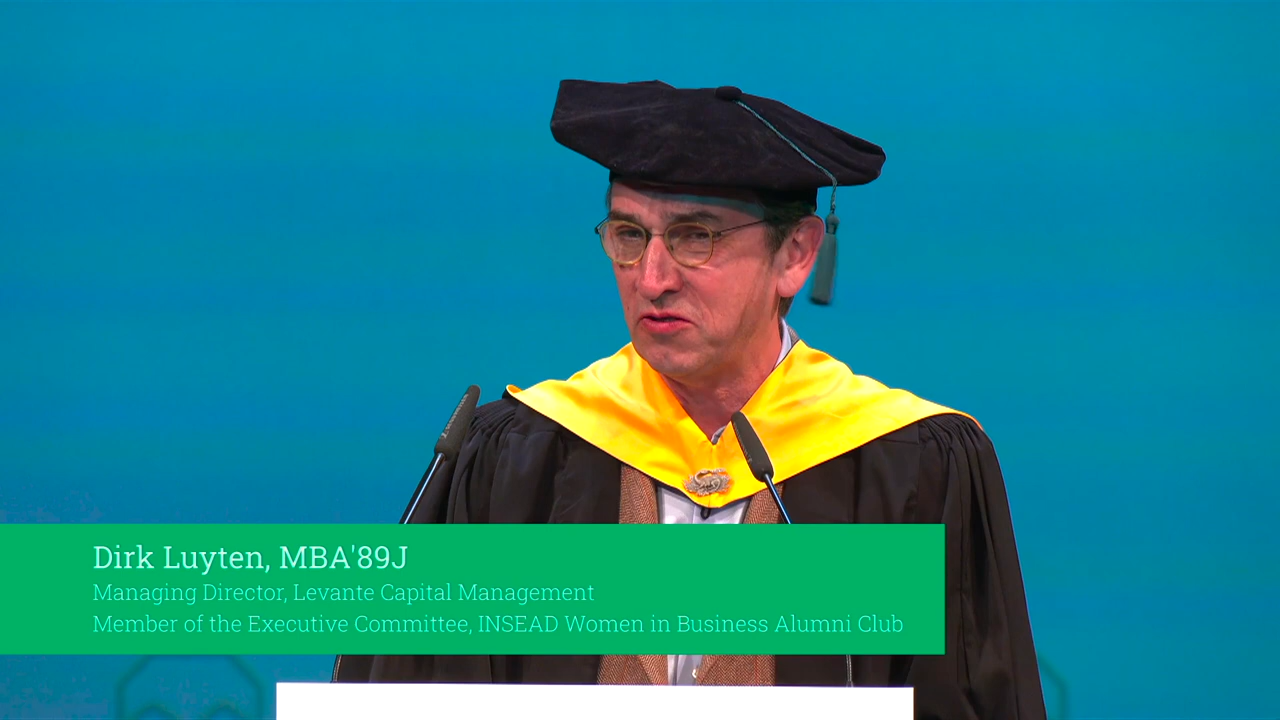 Dirk Luyten, MBA'89J
Managing Director, Levante Capital Management
Member of the Executive Committee, INSEAD Women in Business Alumni Club